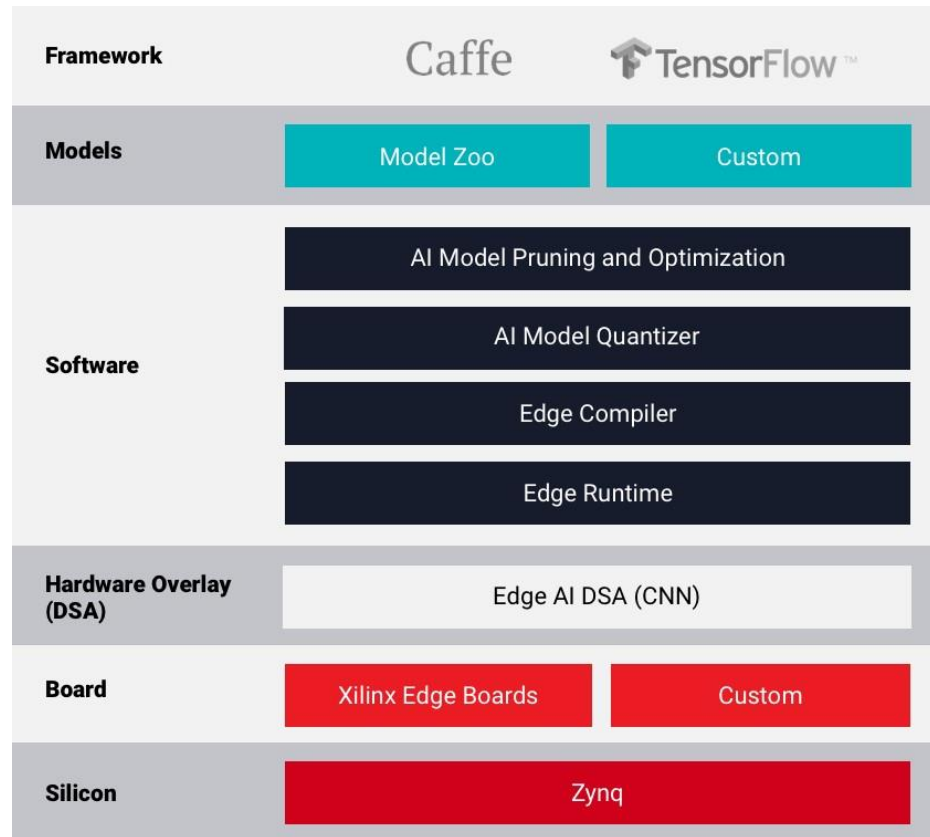 Framework
Caffe
TensorFlow™
Models
Model Zoo
Custom
Software
AI Model Pruning and Optimization
AI Model Quantizer
Edge Compiler
Edge Runtime
Hardware Overlay
(DSA)
Edge AI DSA (CNN)
Board
Xilinx Edge Boards
Custom
Silicon
Zynq